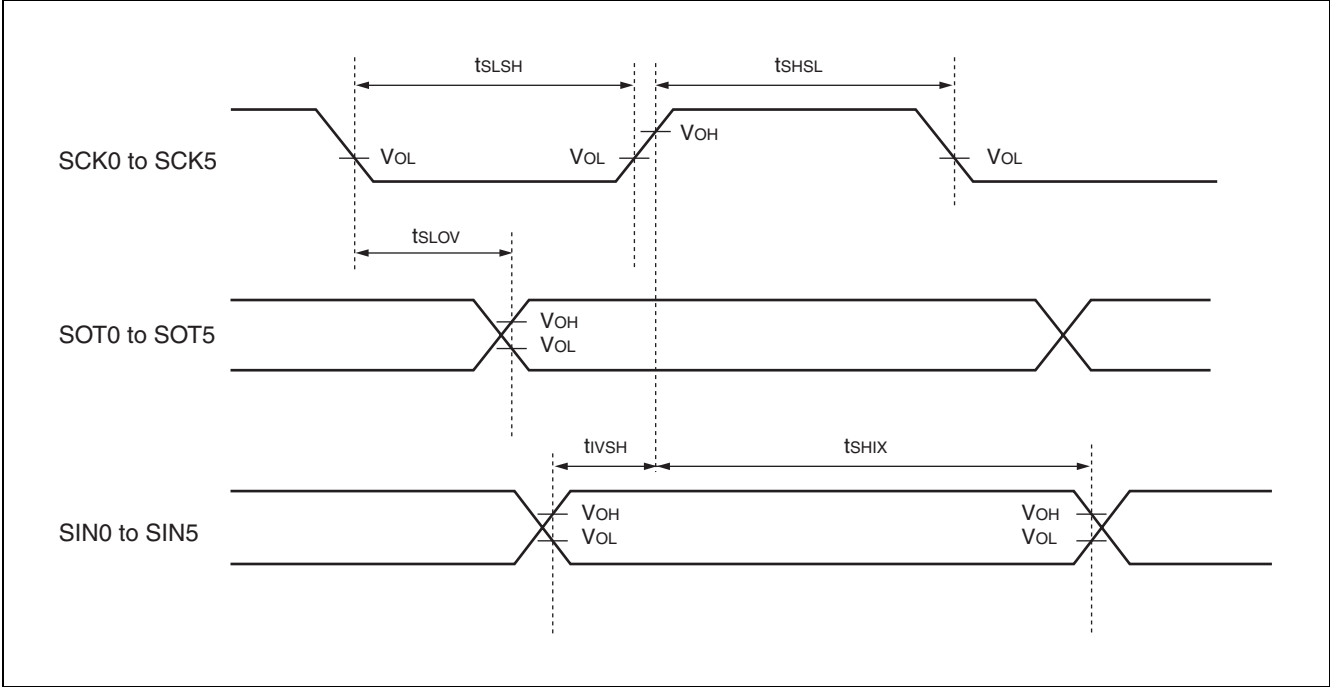 tSLSH
tSHSL
SCK0 to SCK5
VOL
VOL
VOH
VOL
tSLOV
SOT0 to SOT5
VOH
VOL
tIVSH
tSHIX
SIN0 to SIN5
VOH
VOL
VOH
VOL